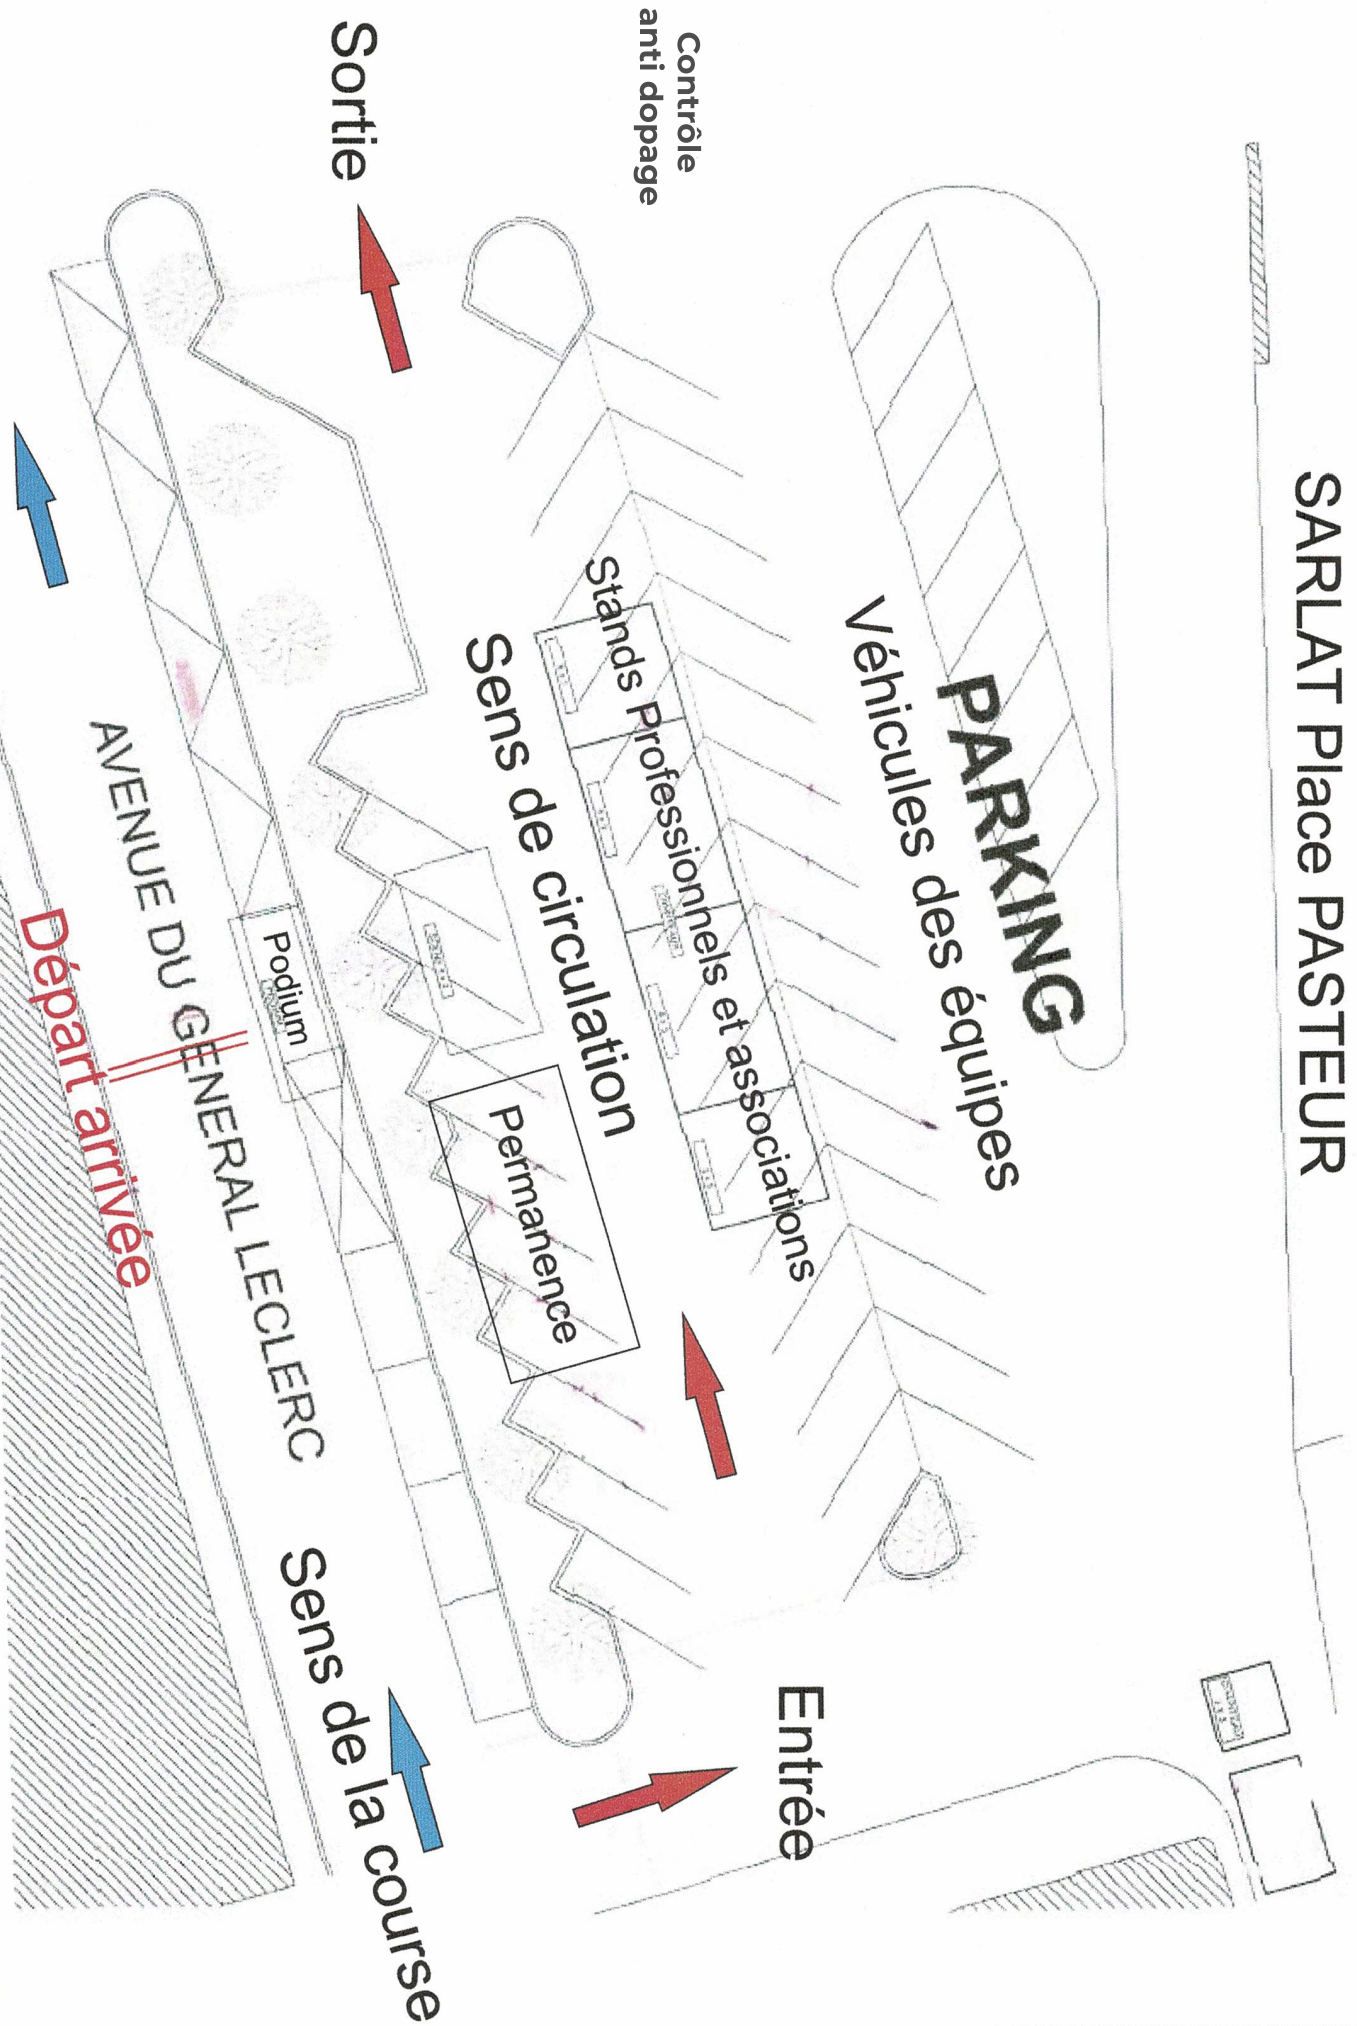 SARLAT Place PASTEUR
PARKING
Véhicules des équipes
Contrôle
anti dopage
Stands Professionnels et associations
Sens de circulation
Entrée
Sortie
Permanence
Podium
AVENUE DU GENERAL LECLERC
Sens de la course
Départ arrivée